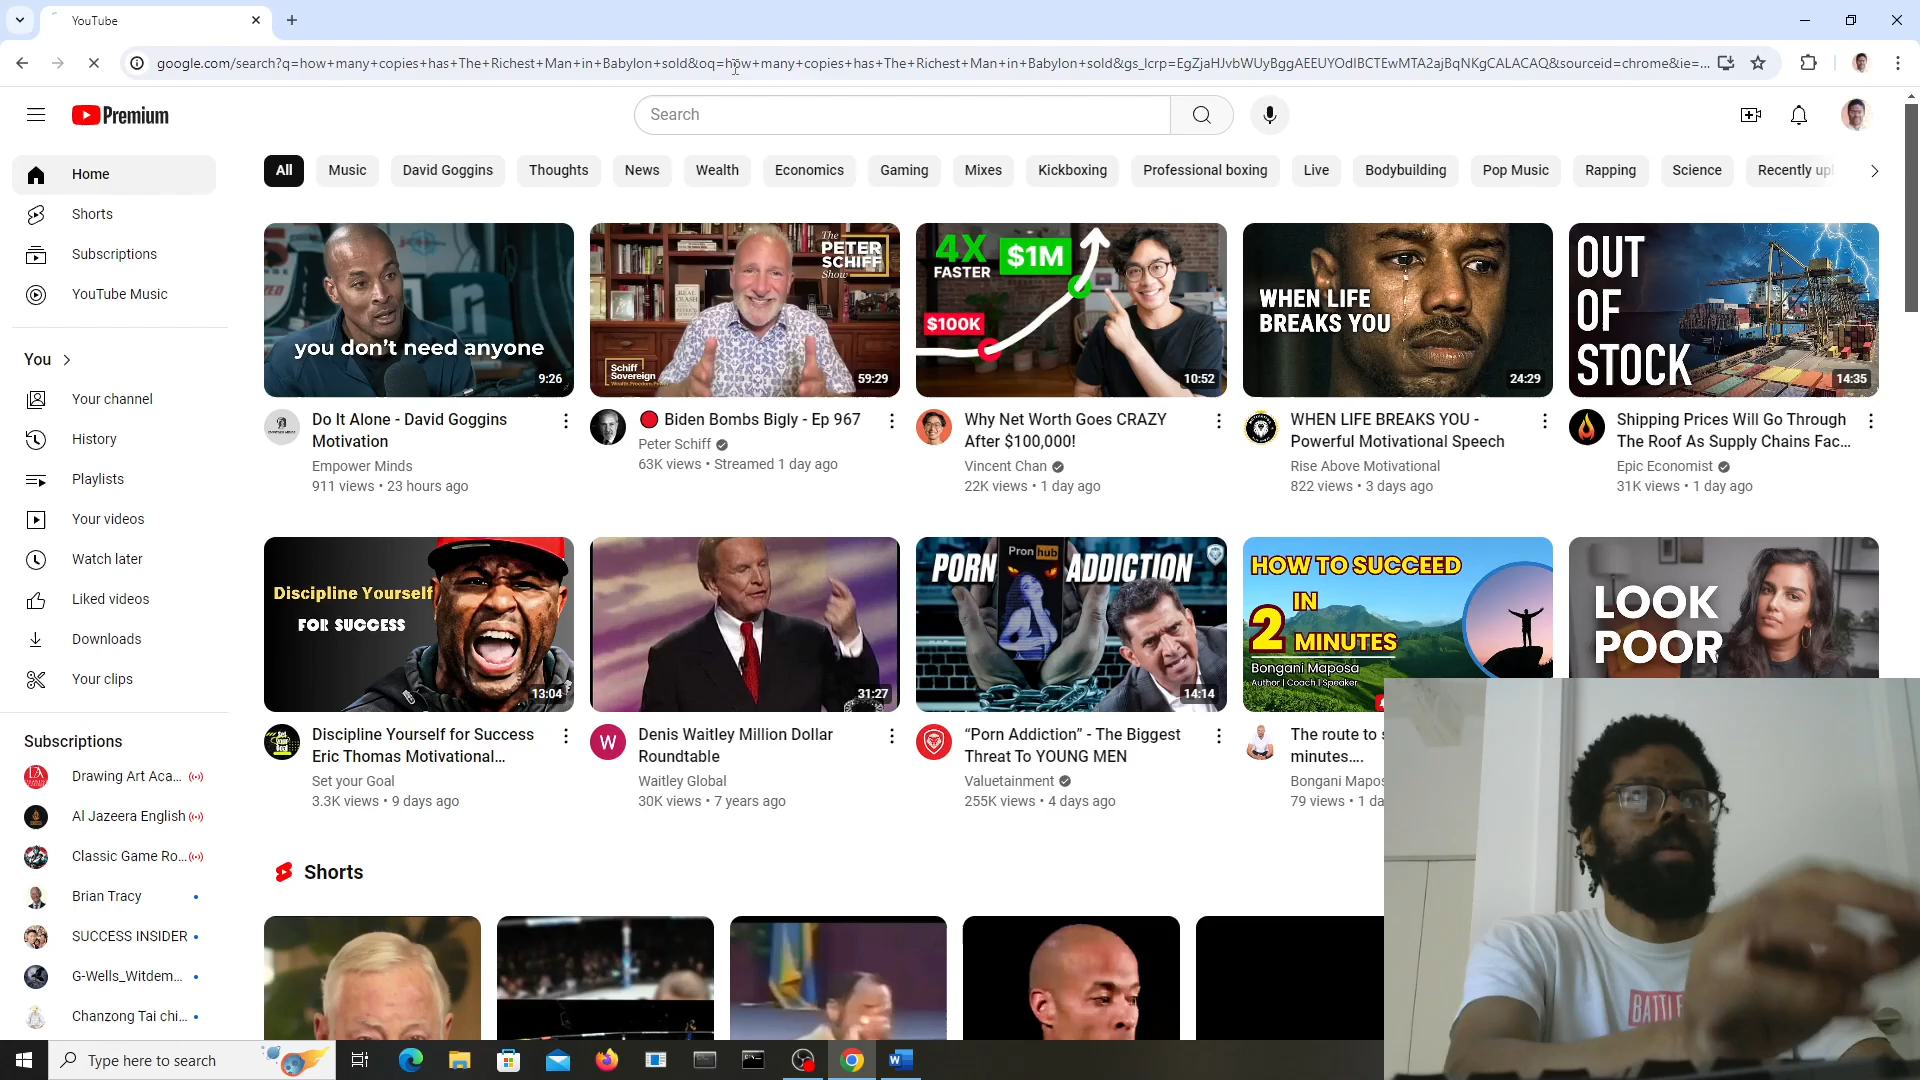 YouTube
google.com/search?q=how+many+copies+has+The+Richest+Man+in+Babylon+sold&oq=how+many+copies+has+The+Richest+Man+in+Babylon+sold&gs_lcrp=EgZjaHJvbWUyBggAEEUYOdIBCTEwMTA2ajBqNKgCALACAQ&sourceid=chrome&ie=...
Premium
Search
Home
Shorts
Subscriptions
YouTube Music
You
Your channel
History
Playlists
Your videos
Watch later
Liked videos
Downloads
Your clips
Subscriptions
Drawing Art Aca...
Al Jazeera English
Classic Game Ro...
Brian Tracy
SUCCESS INSIDER
G-Wells_Witdem...
Chanzong Tai chi...
All Music David Goggins Thoughts News Wealth Economics Gaming Mixes Kickboxing Professional boxing Live Bodybuilding Pop Music Rapping Science Recently upl
you don't need anyone
9:26
Do It Alone - David Goggins
Motivation
Empower Minds
911 views • 23 hours ago
The
PETER
SCHIFF
Show
REAL
CRASH
Schiff
Sovereign
59:29
Biden Bombs Bigly - Ep 967
Peter Schiff
63K views • Streamed 1 day ago
4X
FASTER
$1M
$100K
10:52
Why Net Worth Goes CRAZY
After $100,000!
Vincent Chan
22K views • 1 day ago
WHEN LIFE
BREAKS YOU
24:29
WHEN LIFE BREAKS YOU -
Powerful Motivational Speech
Rise Above Motivational
822 views • 3 days ago
OUT
OF
STOCK
14:35
Shipping Prices Will Go Through
The Roof As Supply Chains Fac...
Epic Economist
31K views • 1 day ago
Discipline Yourself
FOR SUCCESS
13:04
Discipline Yourself for Success
Eric Thomas Motivational...
Set your Goal
3.3K views • 9 days ago
31:27
W
Denis Waitley Million Dollar
Roundtable
Waitley Global
30K views • 7 years ago
PORN ADDICTION
Pron hub
14:14
“Porn Addiction” - The Biggest
Threat To YOUNG MEN
Valuetainment
255K views • 4 days ago
HOW TO SUCCEED
IN
2 MINUTES
Bongani Maposa
Author | Coach | Speaker
The route to s
minutes....
Bongani Mapos
79 views • 1 da
LOOK
POOR
Shorts
BATTLE
Type here to search